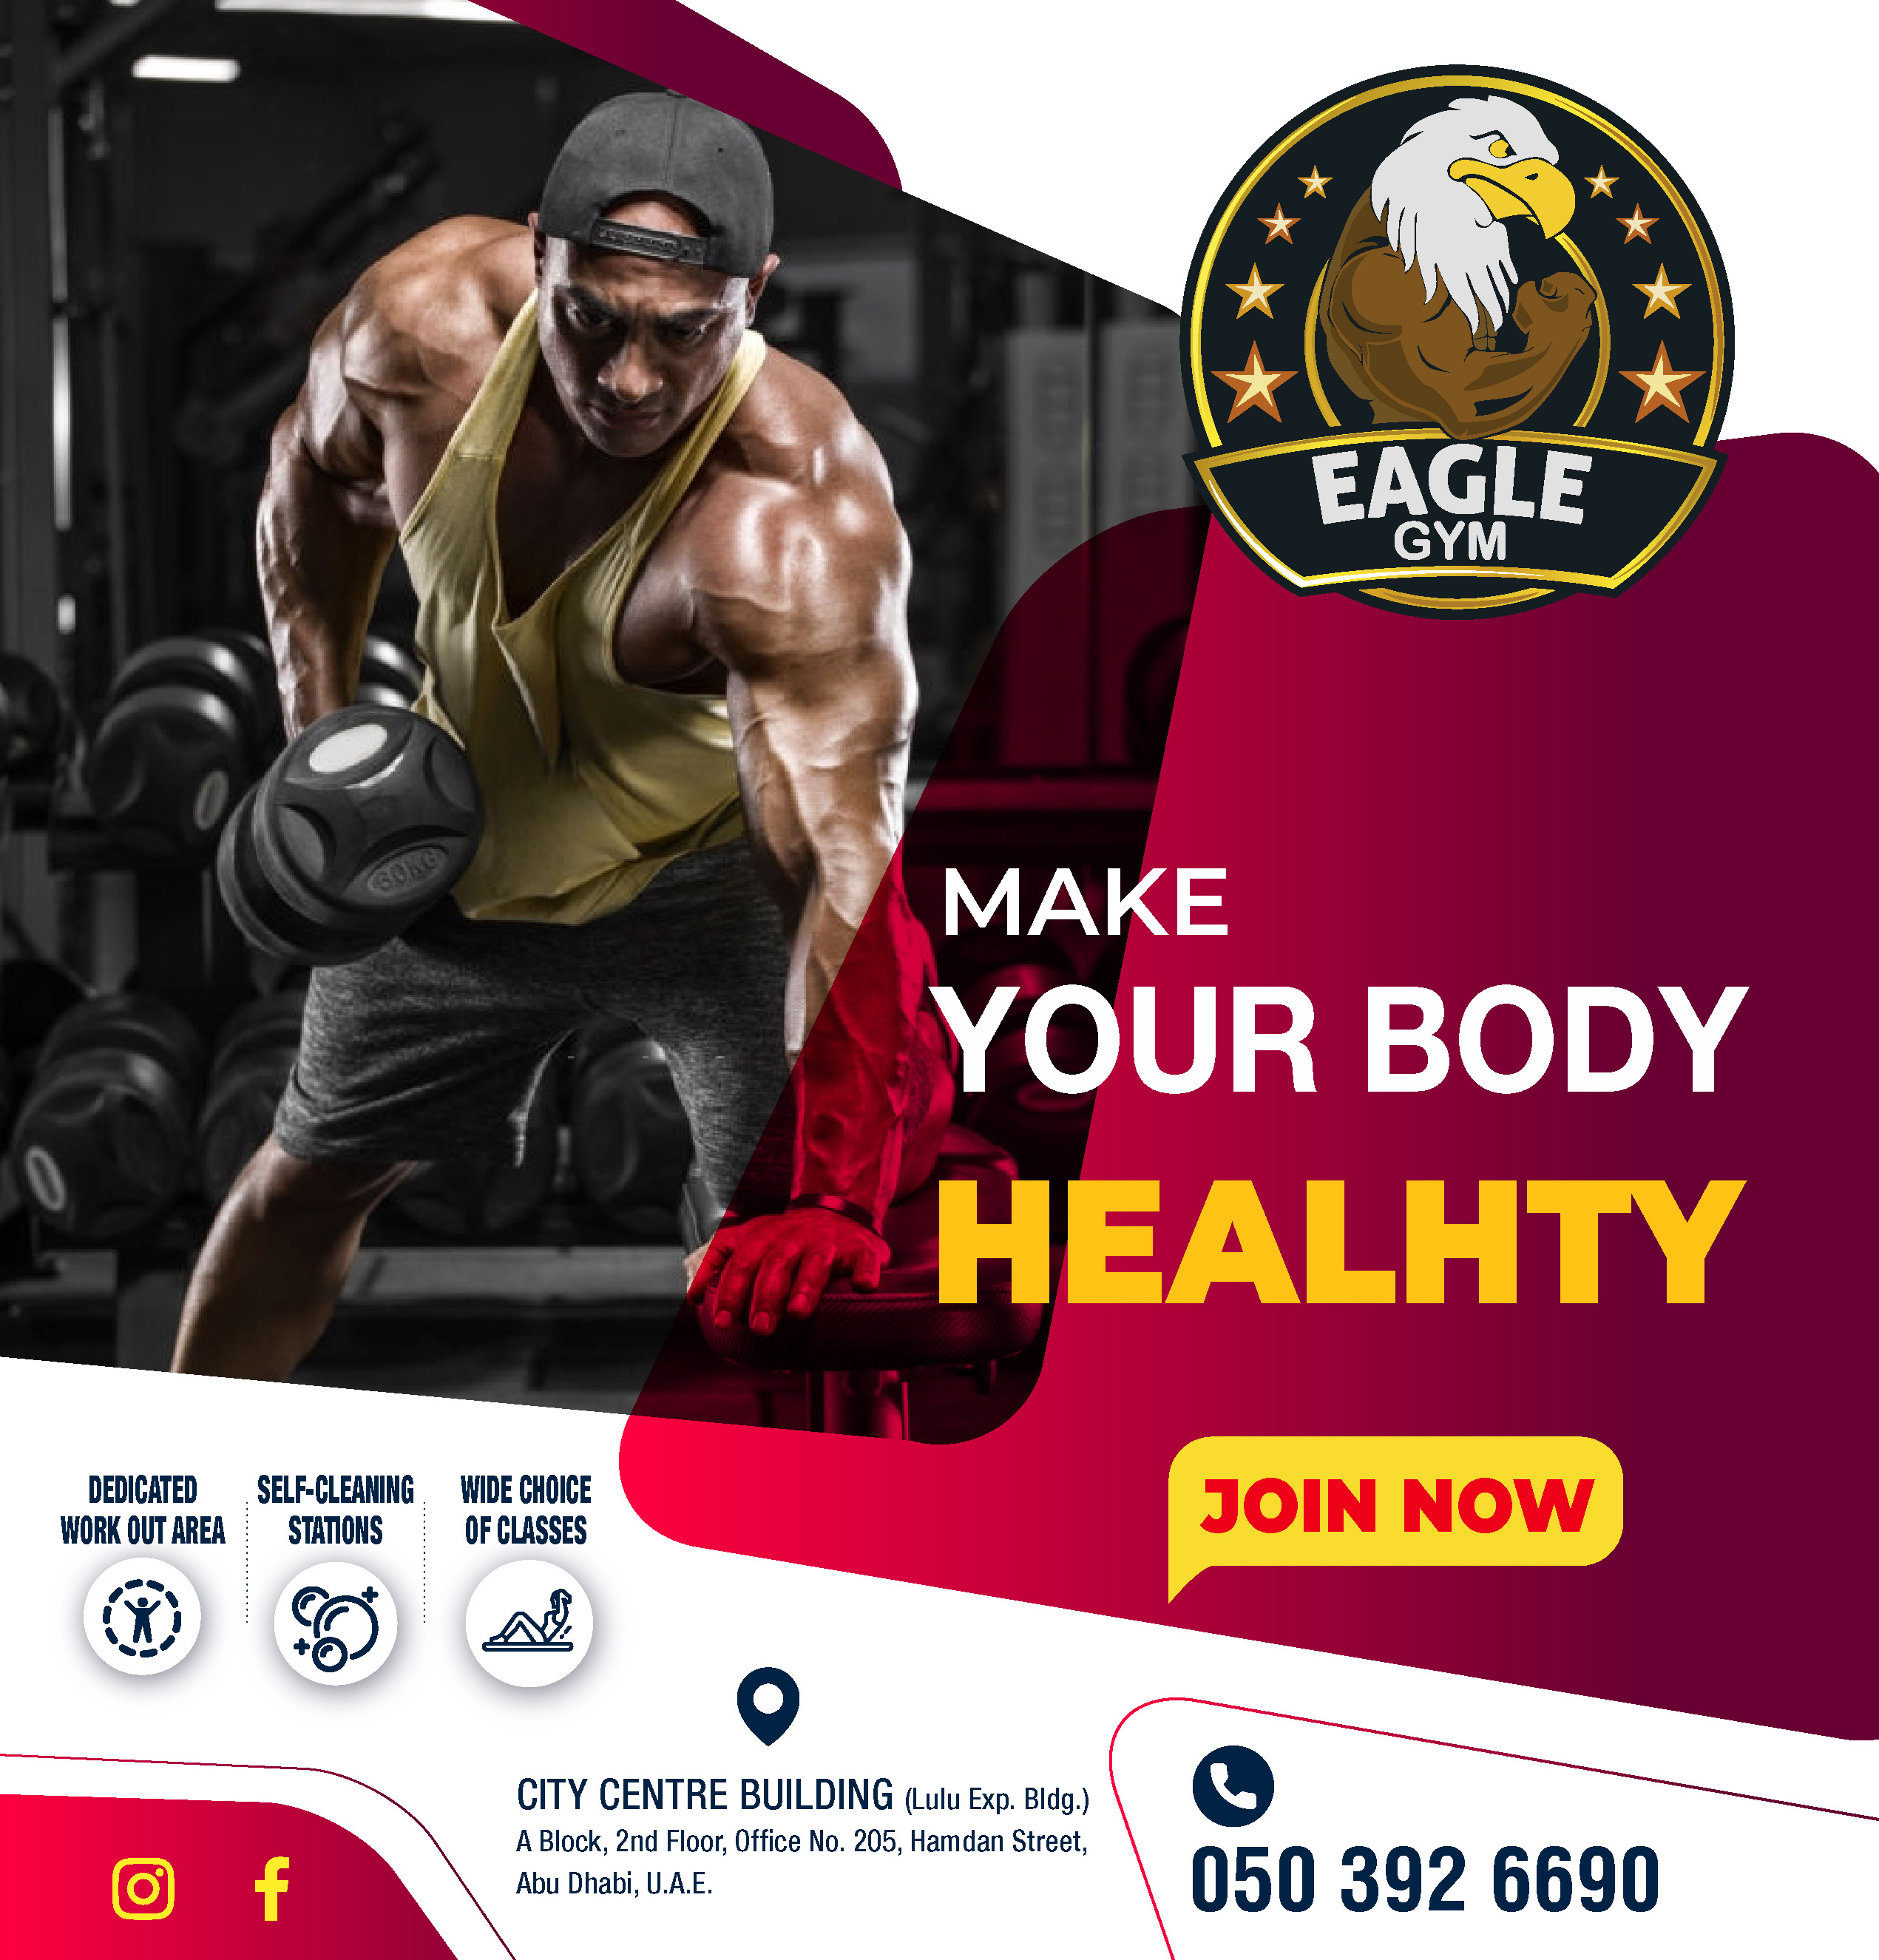 EAGLE
GYM
30KG
MAKE
YOUR BODY
HEALHTY
JOIN NOW
DEDICATED
WORK OUT AREA
SELF-CLEANING
STATIONS
WIDE CHOICE
OF CLASSES
CITY CENTRE BUILDING (Lulu Exp. Bldg.)
A Block, 2nd Floor, Office No. 205, Hamdan Street,
Abu Dhabi, U.A.E.
050 392 6690